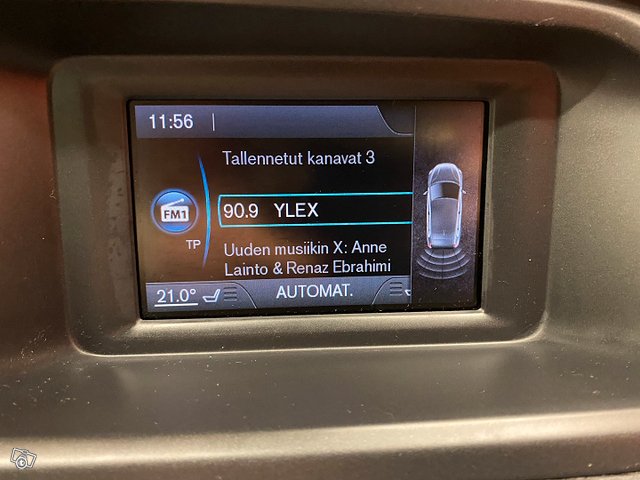 11:56
Tallennetut kanavat 3
FM1
90.9 YLEX
TP
Uuden musiikin X: Anne
Lainto & Renaz Ebrahimi
21.0° AUTOMAT.